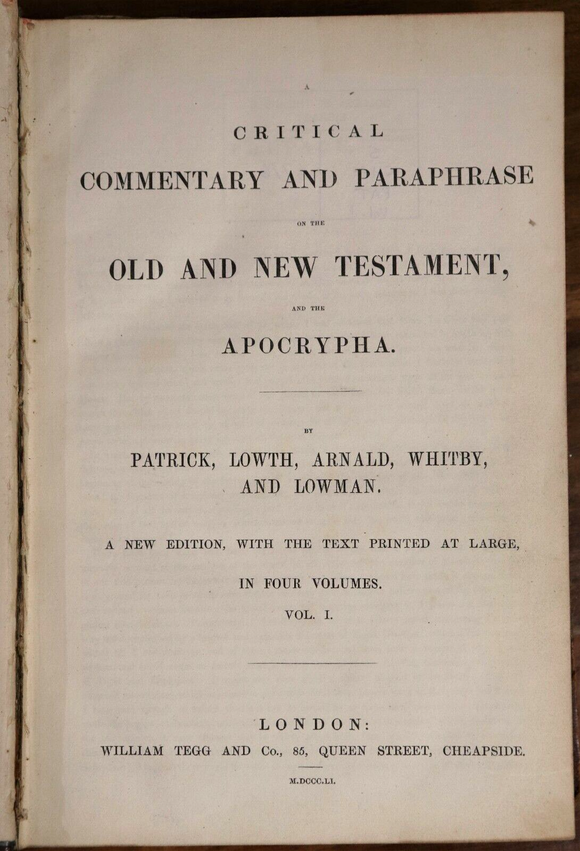 A
CRITICAL
COMMENTARY AND PARAPHRASE
ON THE
OLD AND NEW TESTAMENT,
AND THE
APOCRYPHA.
BY
PATRICK, LOWTH, ARNALD, WHITBY,
AND LOWMAN.
A NEW EDITION, WITH THE TEXT PRINTED AT LARGE,
IN FOUR VOLUMES.
VOL. I.
LONDON:
WILLIAM TEGG AND Co., 85, QUEEN STREET, CHEAPSIDE.
M.DCCC.LI.